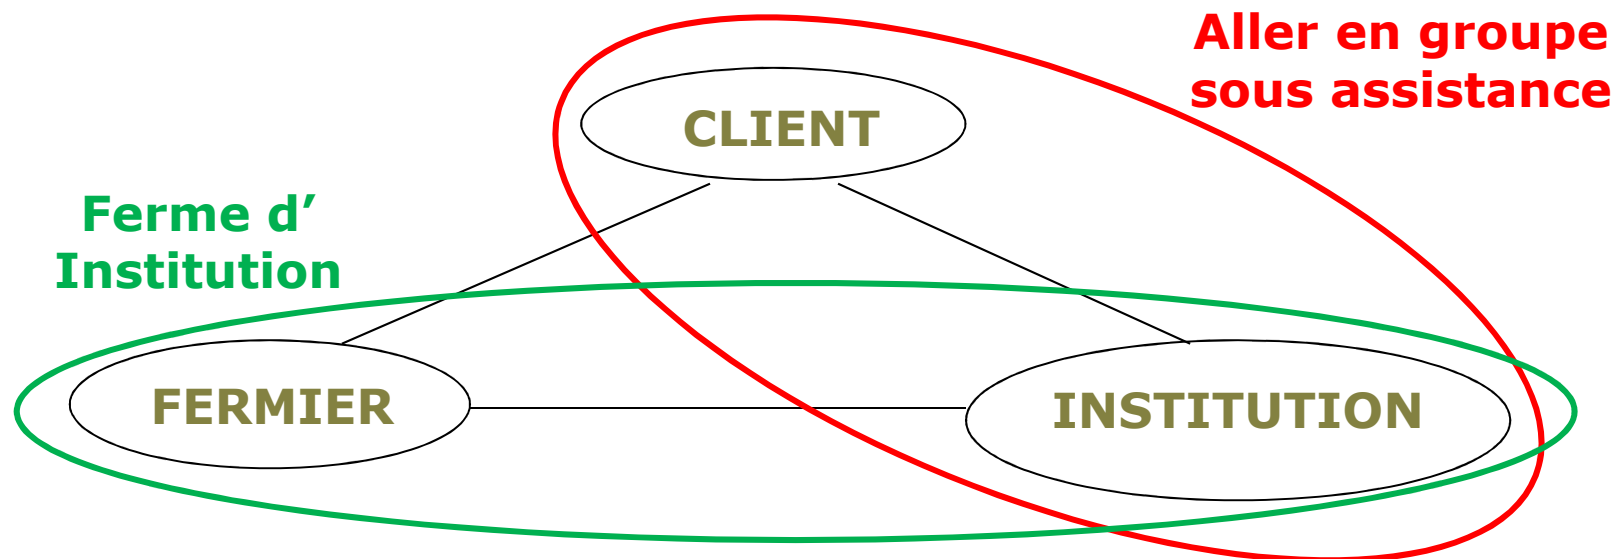 Aller en groupe
sous assistance
CLIENT
Ferme d’
Institution
FERMIER
INSTITUTION